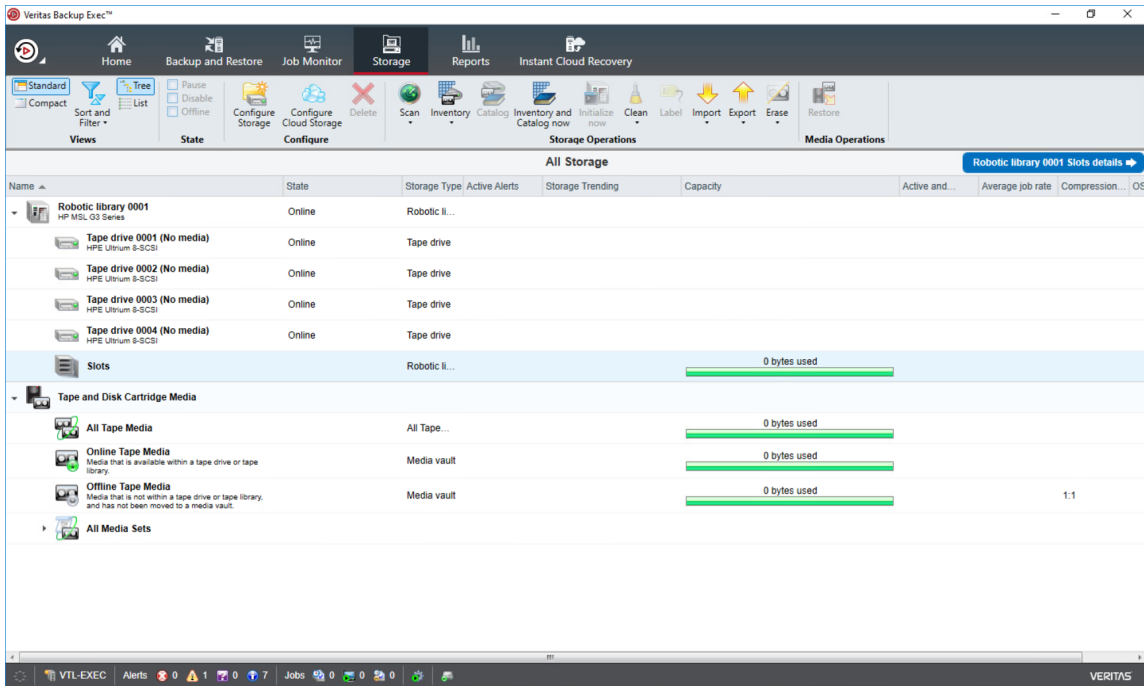 Veritas Backup Exec™
Home Backup and Restore Job Monitor Storage Reports Instant Cloud Recovery
Standard
Compact
Sort and
Filter
Tree
List
Views
Pause
Disable
Offline
State
Configure
Storage
Configure
Cloud Storage
Delete
Configure
Scan
Inventory
Catalog
Inventory and
Catalog now
Initialize
now
Clean
Label
Import
Export
Erase
Storage Operations
Restore
Media Operations
All Storage
Robotic library 0001 Slots details
Name State Storage Type Active Alerts Storage Trending Capacity Active and... Average job rate Compression... OS
Robotic library 0001
HP MSL G3 Series
Online Robotic li...
Tape drive 0001 (No media)
HPE Ultrium 8-SCSI
Online Tape drive
Tape drive 0002 (No media)
HPE Ultrium 8-SCSI
Online Tape drive
Tape drive 0003 (No media)
HPE Ultrium 8-SCSI
Online Tape drive
Tape drive 0004 (No media)
HPE Ultrium 8-SCSI
Online Tape drive
Slots Robotic li... 0 bytes used
Tape and Disk Cartridge Media
All Tape Media All Tape... 0 bytes used
Online Tape Media
Media that is available within a tape drive or tape
library.
Media vault 0 bytes used
Offline Tape Media
Media that is not within a tape drive or tape library,
and has not been moved to a media vault.
Media vault 0 bytes used 1:1
All Media Sets
VTL-EXEC Alerts 0 1 0 7 Jobs 0 0 0 VERITAS